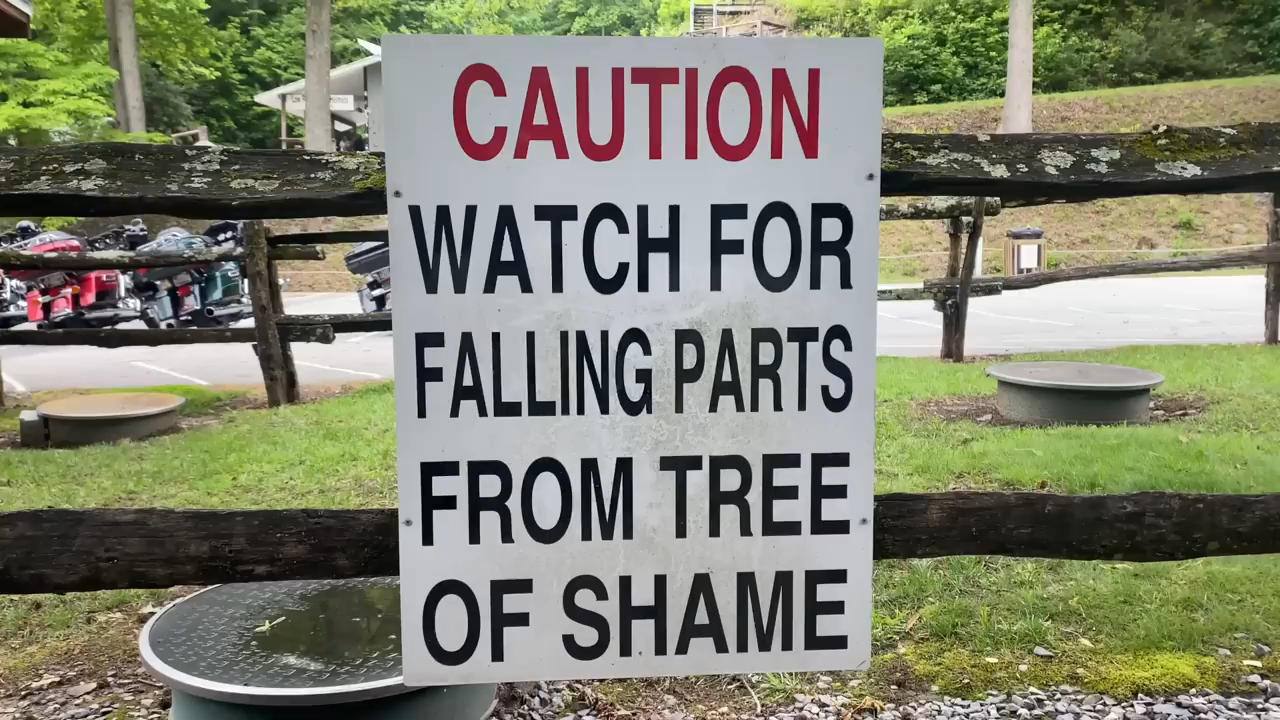 CAUTION
WATCH FOR
FALLING PARTS
FROM TREE
OF SHAME